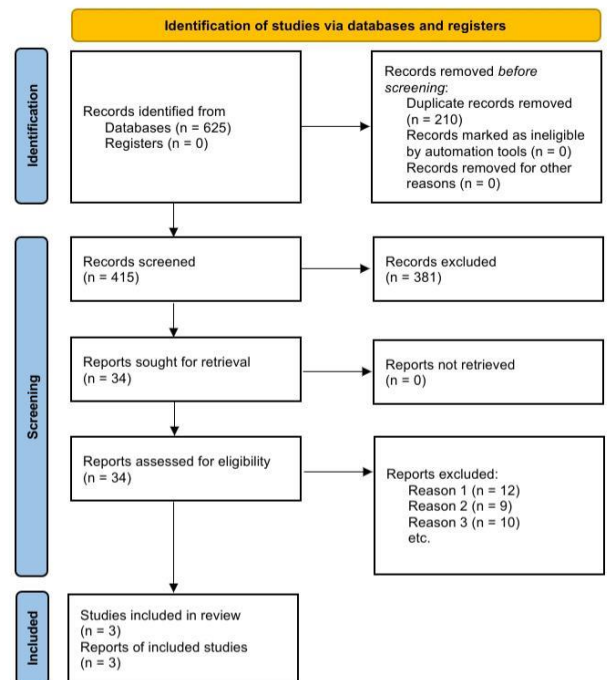 Identification of studies via databases and registers
Identification
Records identified from
Databases (n = 625)
Registers (n = 0)
Records removed before
screening:
Duplicate records removed
(n = 210)
Records marked as ineligible
by automation tools (n = 0)
Records removed for other
reasons (n = 0)
Screening
Records screened
(n = 415)
Records excluded
(n = 381)
Reports sought for retrieval
(n = 34)
Reports not retrieved
(n = 0)
Reports assessed for eligibility
(n = 34)
Reports excluded:
Reason 1 (n = 12)
Reason 2 (n = 9)
Reason 3 (n = 10)
etc.
Included
Studies included in review
(n = 3)
Reports of included studies
(n = 3)